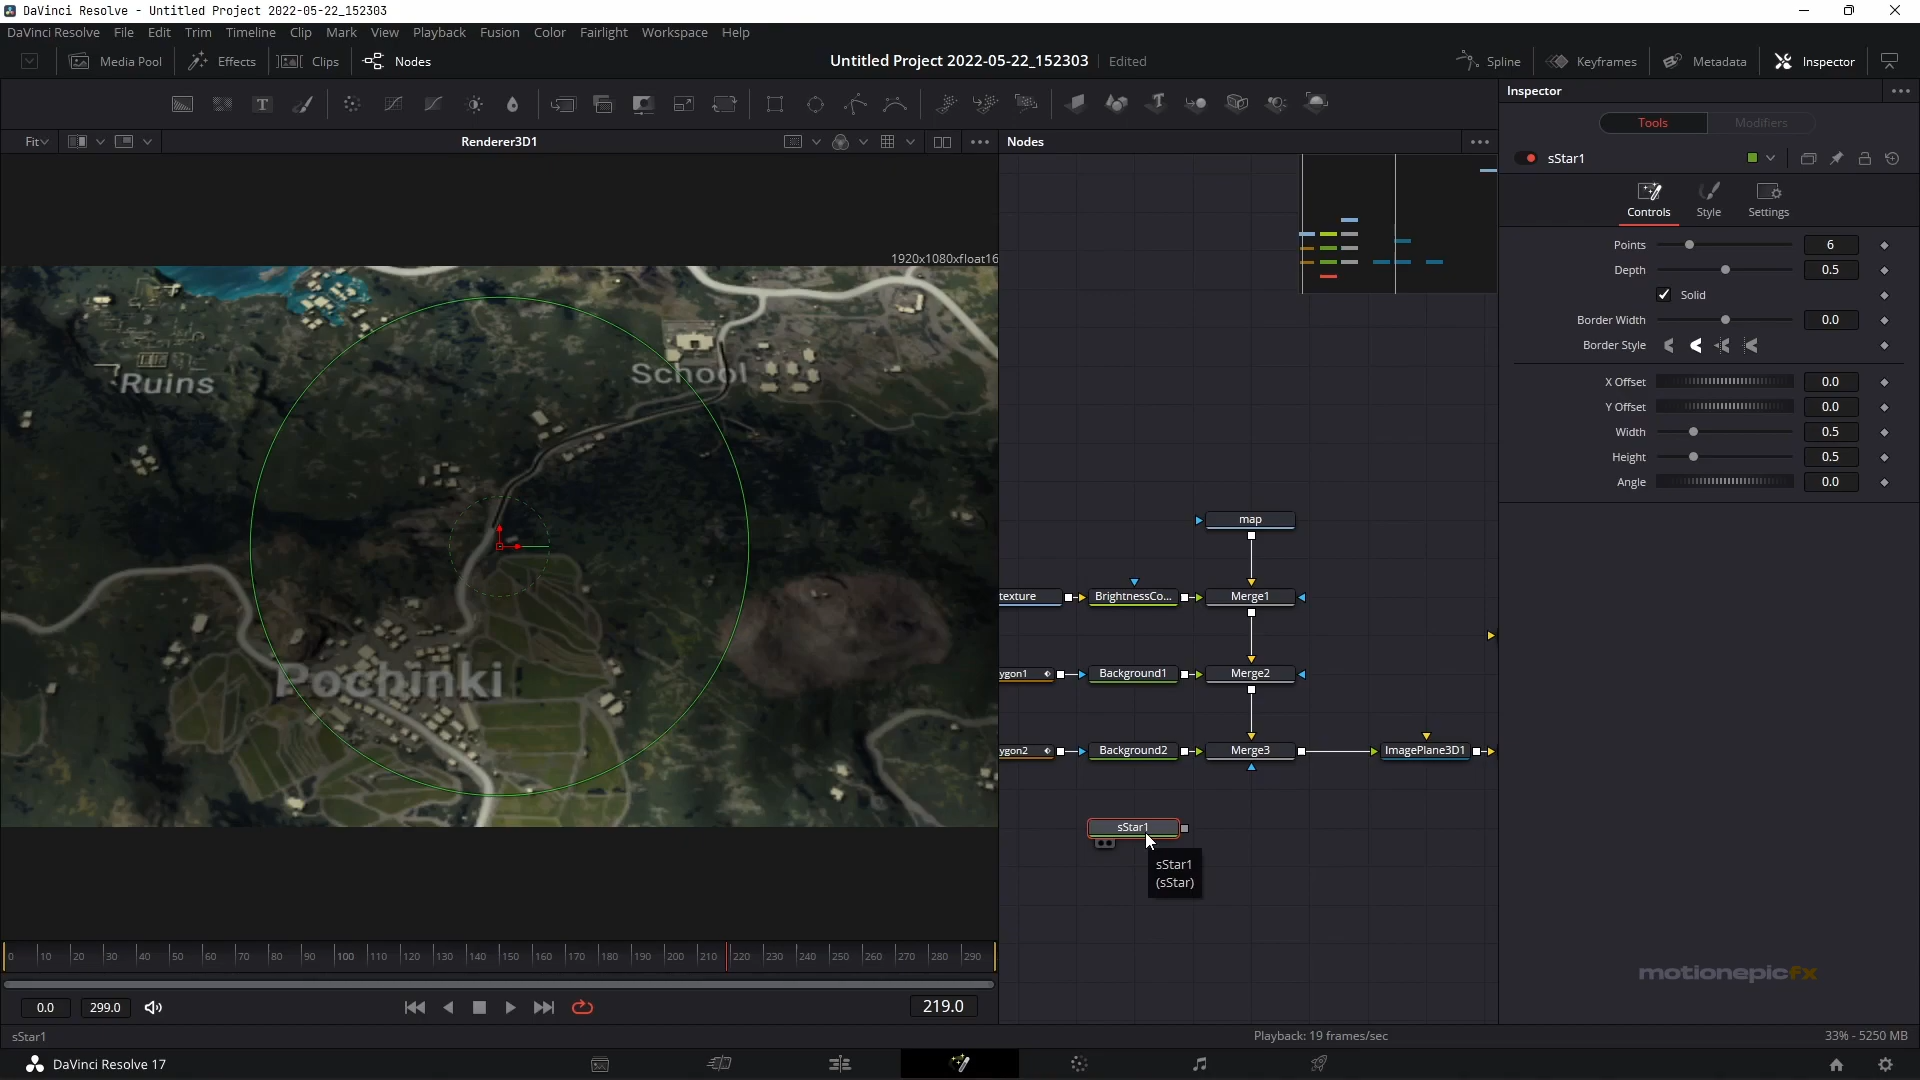 DaVinci Resolve - Untitled Project 2022-05-22_152303
DaVinci Resolve File Edit Trim Timeline Clip Mark View Playback Fusion Color Fairlight Workspace Help
Media Pool Effects Clips Nodes Untitled Project 2022-05-22_152303 Edited Spline Keyframes Metadata Inspector
Inspector
Fit Renderer3D1 Nodes
Tools Modifiers
sStar1
Controls Style Settings
1920x1080xfloat16
Points 6
Depth 0.5
Solid
Border Width 0.0
Border Style
X Offset 0.0
Y Offset 0.0
Width 0.5
Height 0.5
Angle 0.0
Ruins
School
Pochinki
map
texture BrightnessCo... Merge1
ygon1 Background1 Merge2
ygon2 Background2 Merge3 ImagePlane3D1
sStar1
sStar1
(sStar)
0 10 20 30 40 50 60 70 80 90 100 110 120 130 140 150 160 170 180 190 200 210 220 230 240 250 260 270 280 290
motionepicfx
0.0 299.0 219.0
sStar1 Playback: 19 frames/sec 33% - 5250 MB
DaVinci Resolve 17